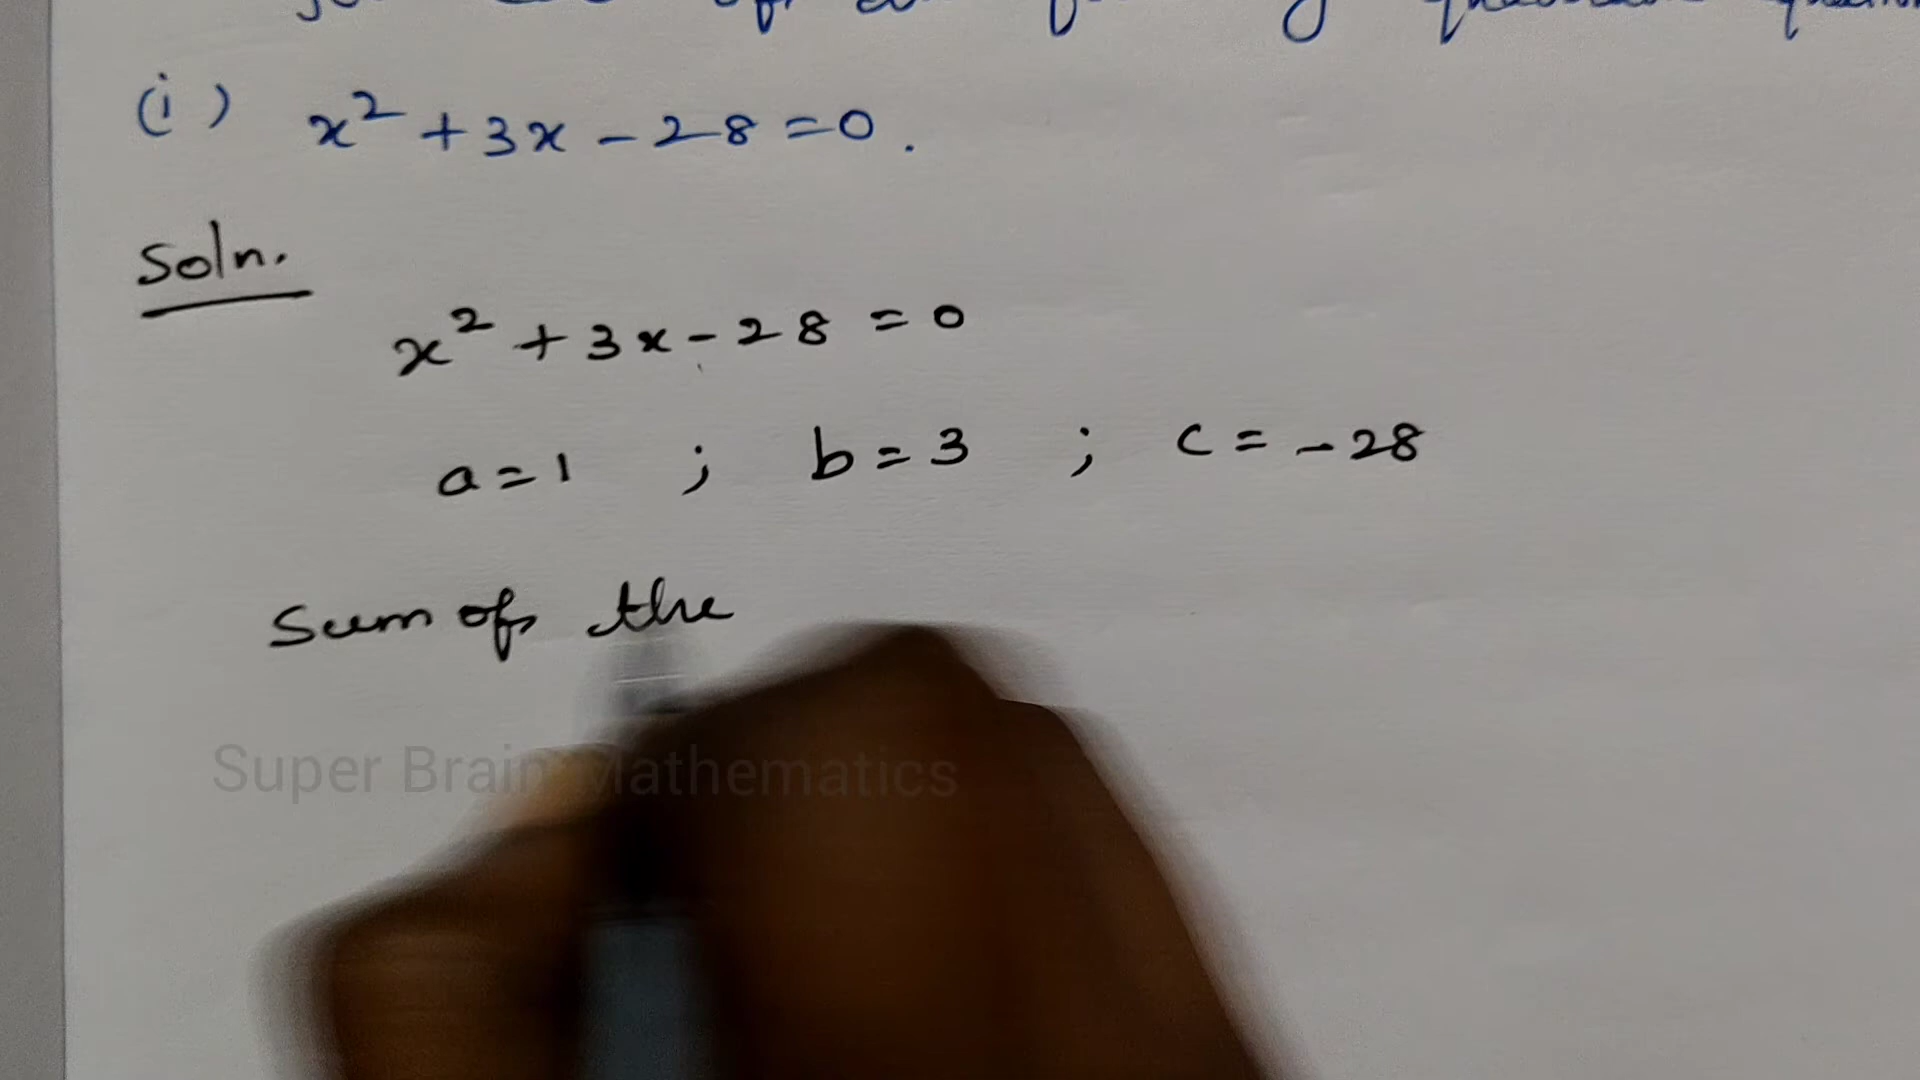 (i) x² + 3x - 28 = 0.
Soln.
x² + 3x - 28 = 0
a = 1 ; b = 3 ; c = - 28
Sum of the
Super Brain Mathematics